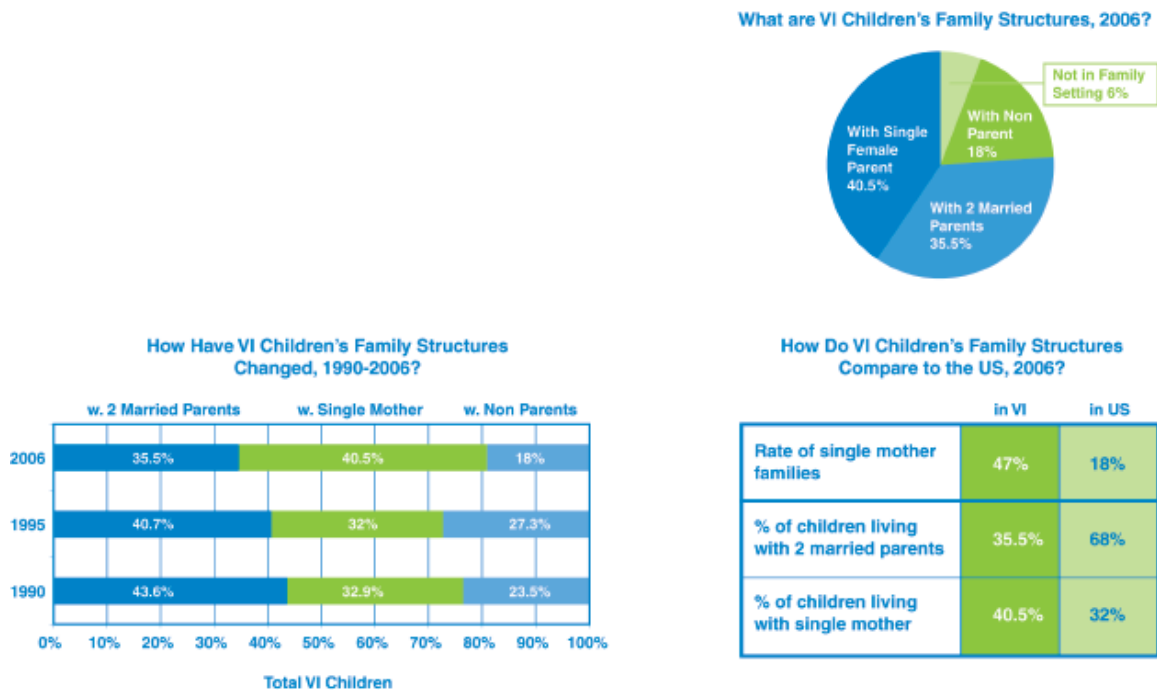 What are VI Children's Family Structures, 2006?
Not in Family
Setting 6%
With Non
Parent
18%
With Single
Female
Parent
40.5%
With 2 Married
Parents
35.5%
How Have VI Children's Family Structures
Changed, 1990-2006?
w. 2 Married Parents w. Single Mother w. Non Parents
2006 35.5% 40.5% 18%
1995 40.7% 32% 27.3%
1990 43.6% 32.9% 23.5%
0% 10% 20% 30% 40% 50% 60% 70% 80% 90% 100%
Total VI Children
How Do VI Children's Family Structures
Compare to the US, 2006?
in VI in US
Rate of single mother
families 47% 18%
% of children living
with 2 married parents 35.5% 68%
% of children living
with single mother 40.5% 32%